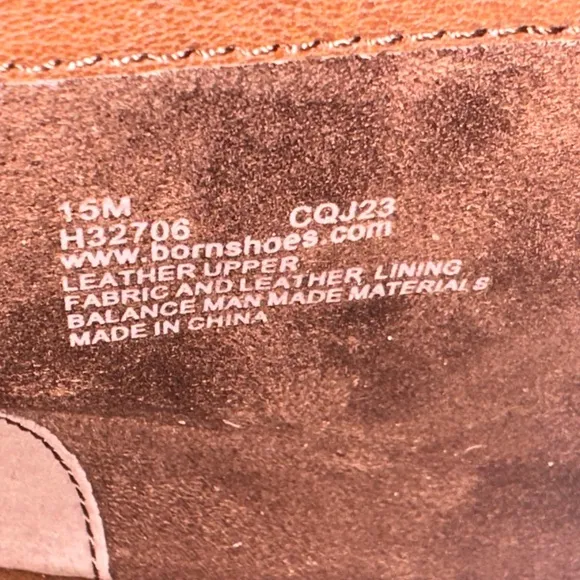 15M
H32706 CQJ23
www.bornshoes.com
LEATHER UPPER
FABRIC AND LEATHER LINING
BALANCE MAN MADE MATERIALS
MADE IN CHINA